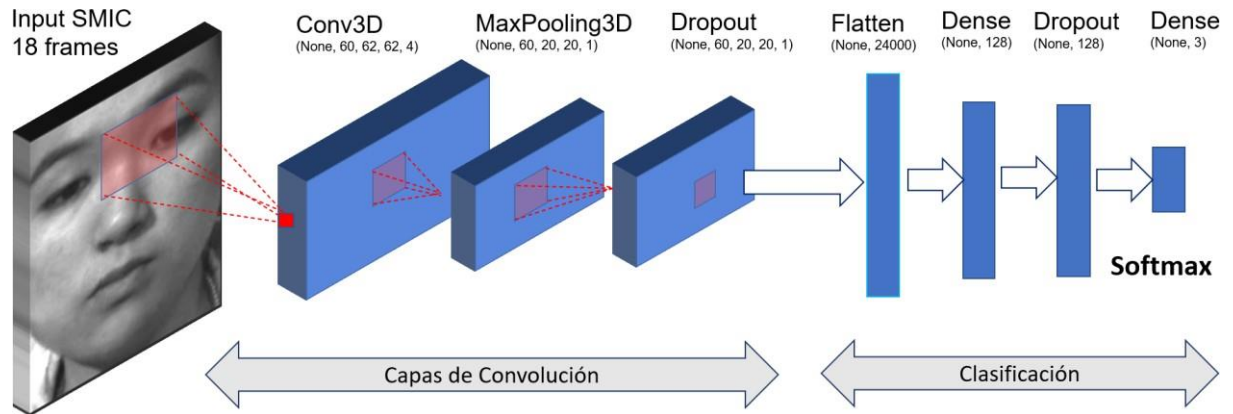 Input SMIC
18 frames
Conv3D
(None, 60, 62, 62, 4)
MaxPooling3D
(None, 60, 20, 20, 1)
Dropout
(None, 60, 20, 20, 1)
Flatten
(None, 24000)
Dense
(None, 128)
Dropout
(None, 128)
Dense
(None, 3)
Softmax
Capas de Convolución
Clasificación